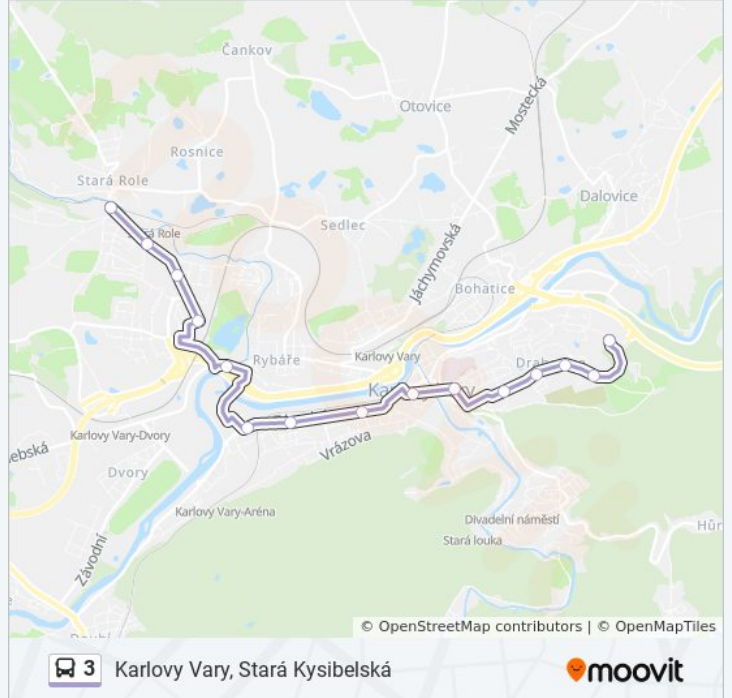 Čankov
Otovice
Mostecká
Rosnice
Stará Role
Dalovice
Sedlec
Jáchymovská
Bohatice
Rybáře
Karlovy Vary
Karlovy Vary-Dvory
Vrázova
Dvory
Karlovy Vary-Aréna
Divadelní náměstí
Stará louka
Hůr
Závodní
© OpenStreetMap contributors | © OpenMapTiles
3 Karlovy Vary, Stará Kysibelská
moovit